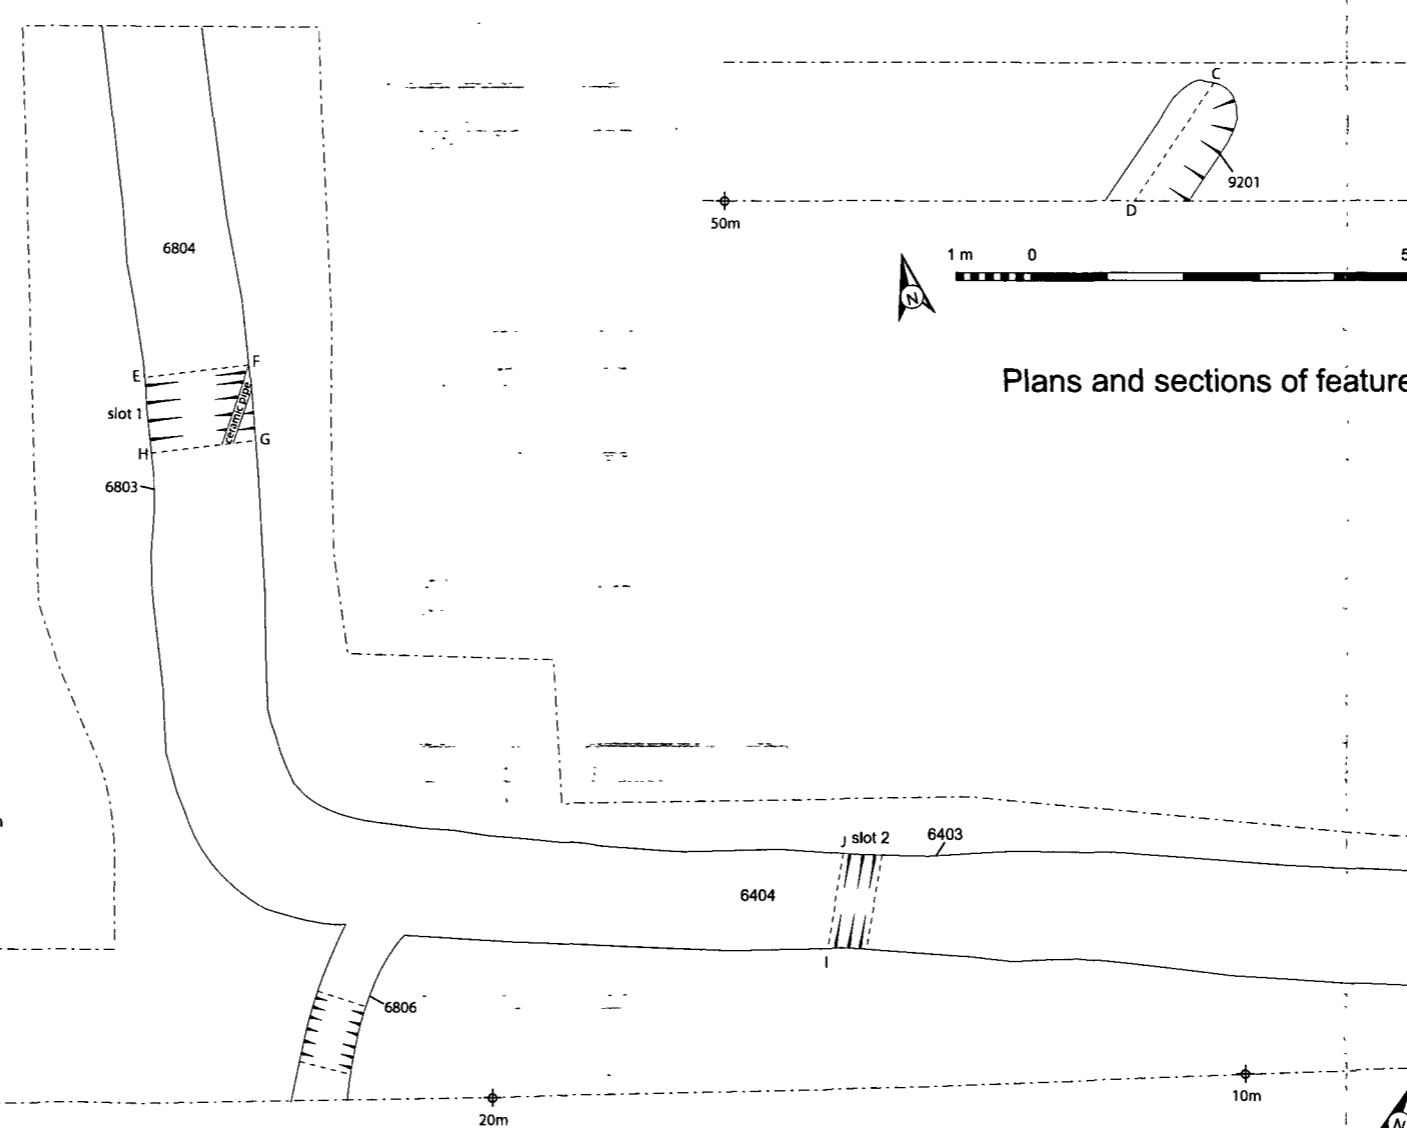 C
9201
D
50m
1 m 0 5
N
Plans and sections of feature
6804
E
F
slot 1
ceramic pipe
H
G
6803
J slot 2
6403
6404
I
6806
20m
10m
N